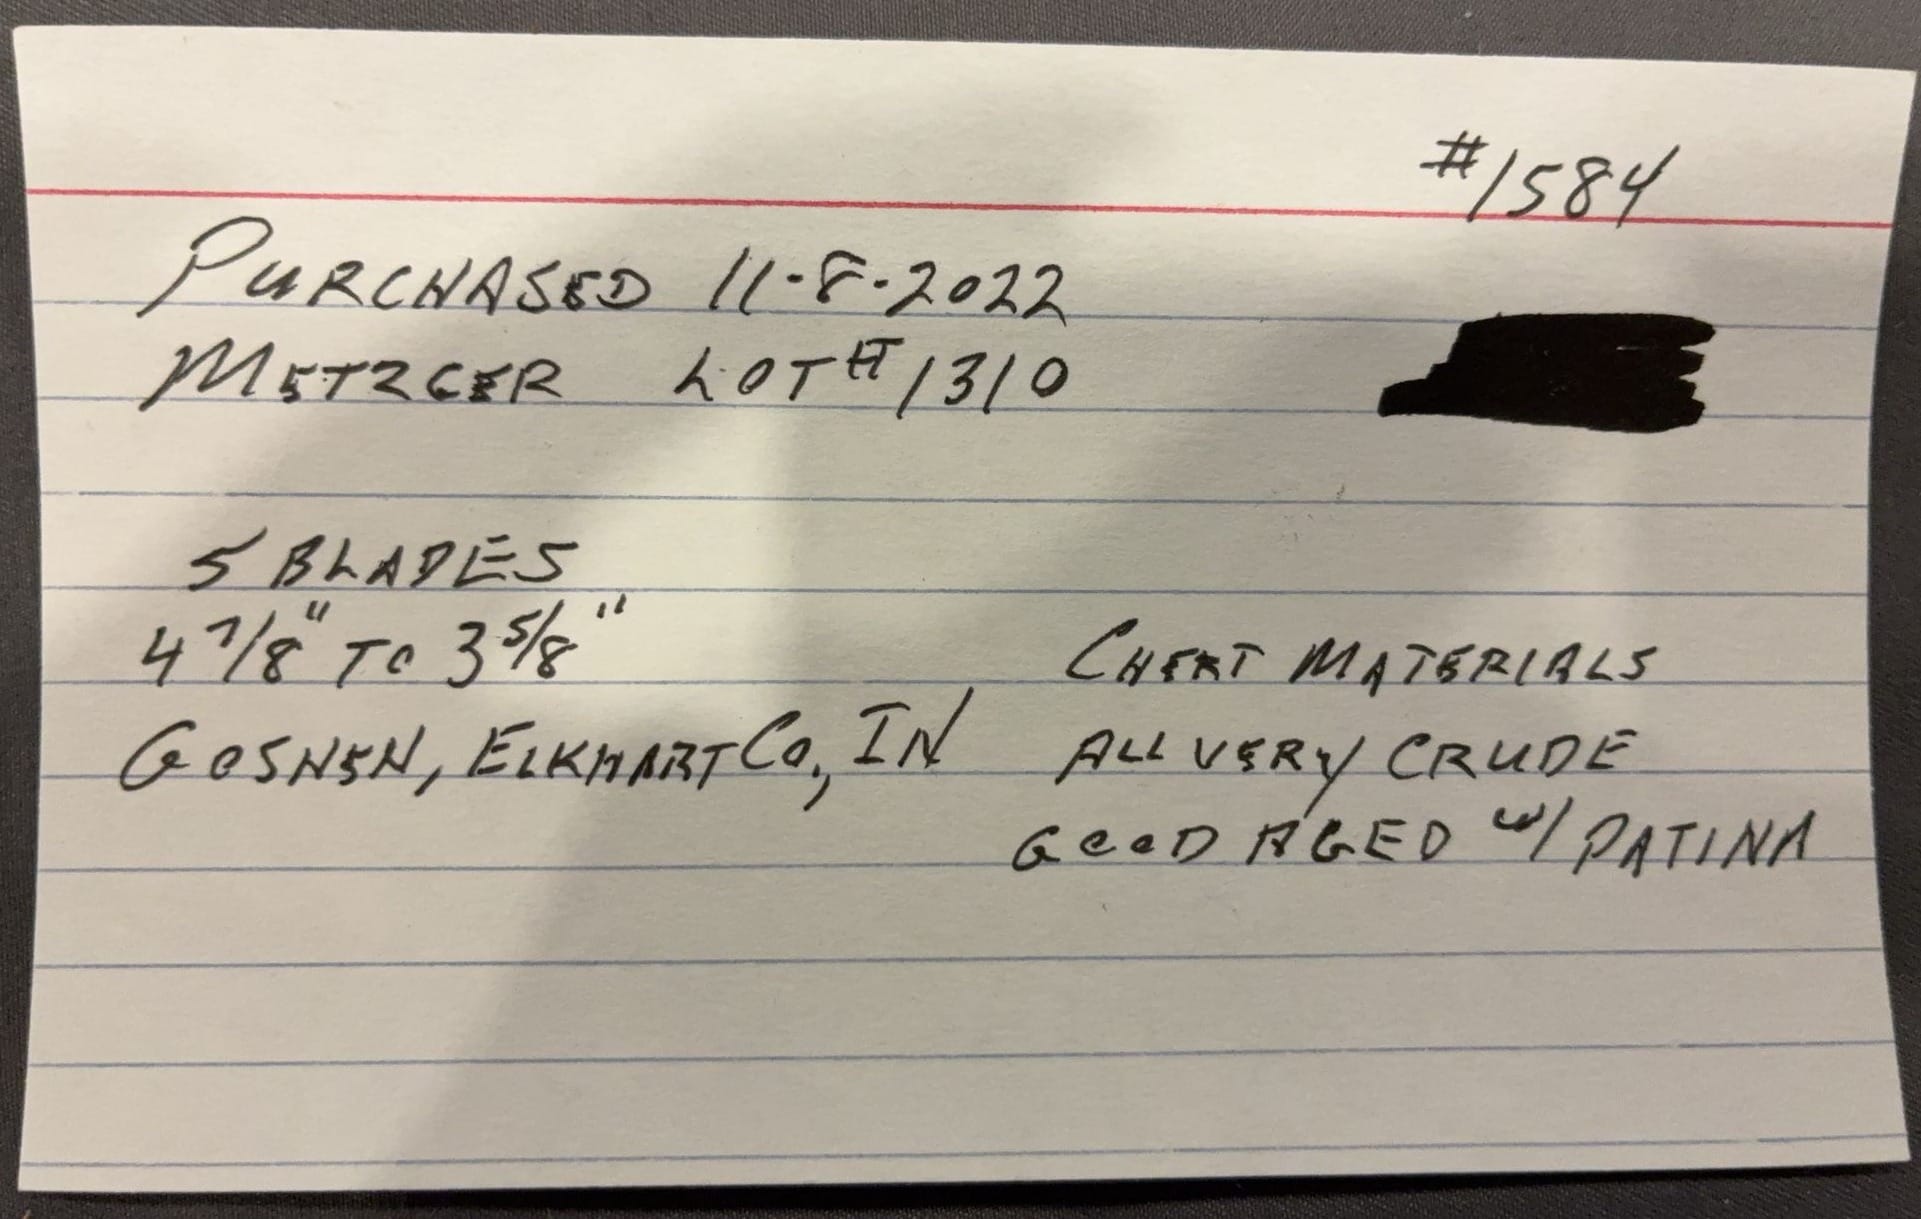 #1584
PURCHASED 11-8-2022
METZGER LOT# 1310
5 BLADES
4 7/8" TO 3 5/8"
GOSHEN, ELKHART CO., IN
CHERT MATERIALS
ALL VERY CRUDE
GOOD AGED W/ PATINA